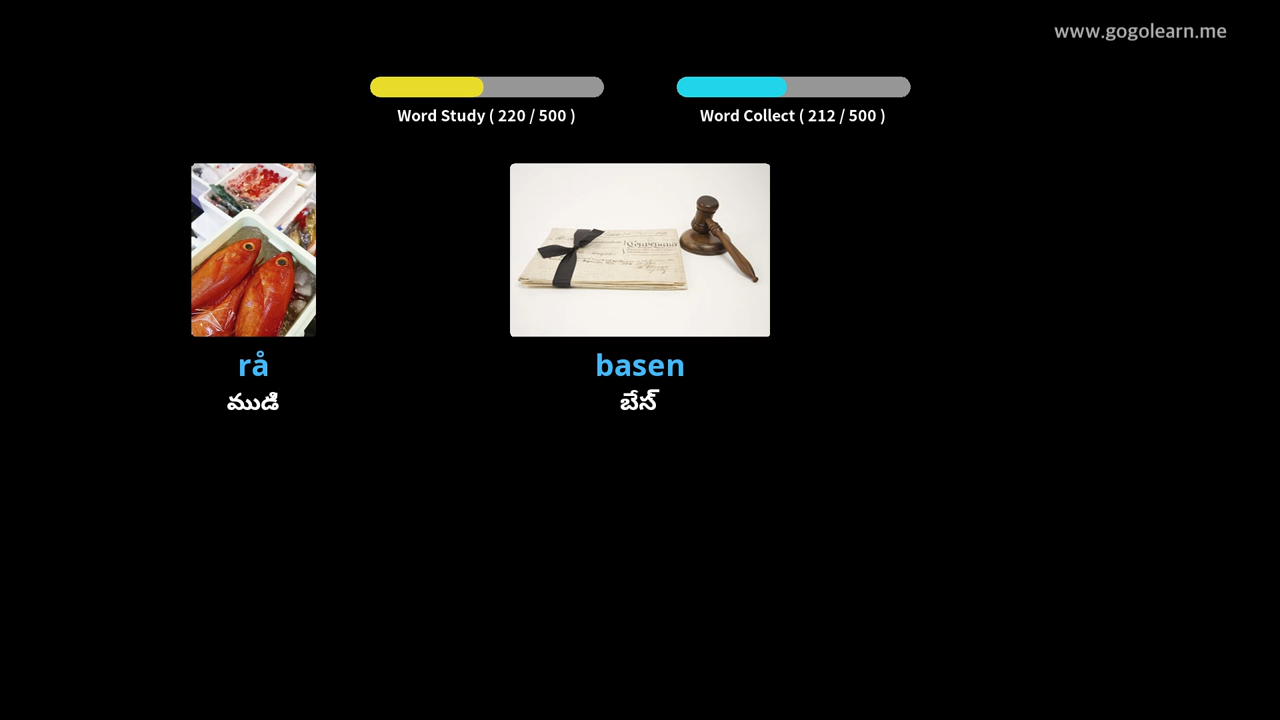 www.gogolearn.me
Word Study ( 220 / 500 )
Word Collect ( 212 / 500 )
rå
ముడి
basen
బేస్